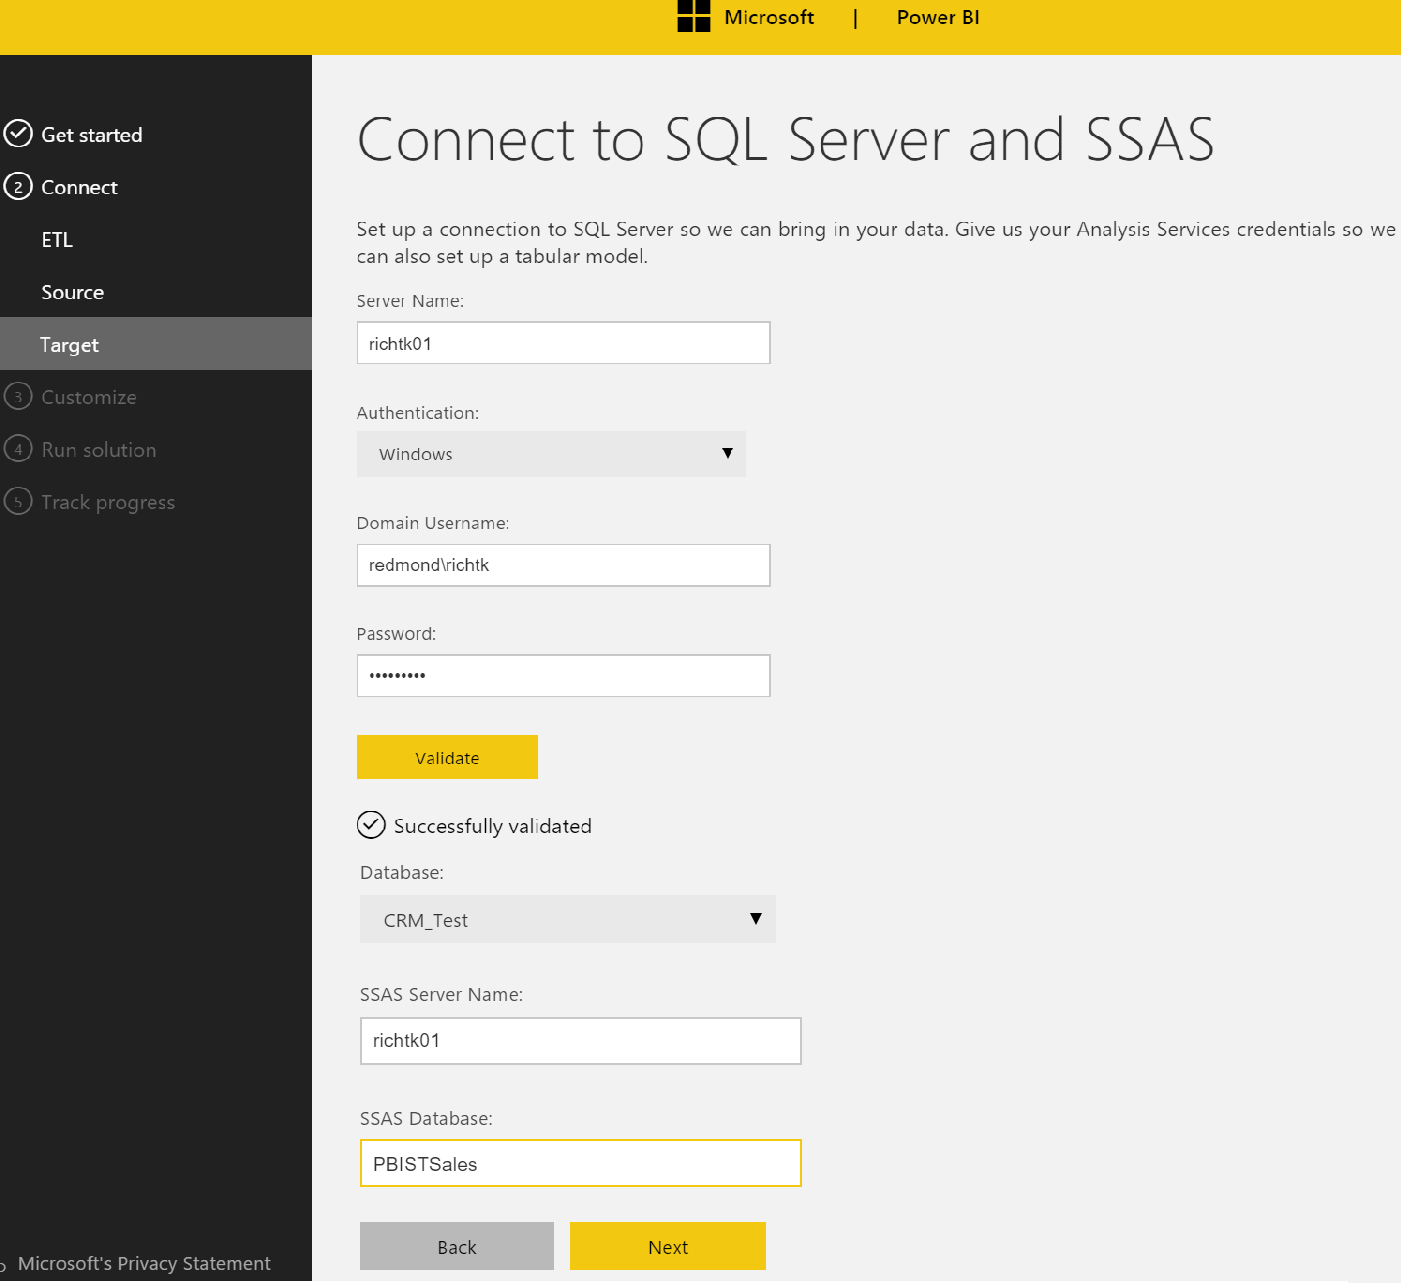 Microsoft | Power BI
Get started
2 Connect
ETL
Source
Target
3 Customize
4 Run solution
5 Track progress
Microsoft's Privacy Statement
Connect to SQL Server and SSAS
Set up a connection to SQL Server so we can bring in your data. Give us your Analysis Services credentials so we
can also set up a tabular model.
Server Name:
richtk01
Authentication:
Windows
Domain Username:
redmond\richtk
Password:
•••••••••
Validate
Successfully validated
Database:
CRM_Test
SSAS Server Name:
richtk01
SSAS Database:
PBISTSales
Back Next